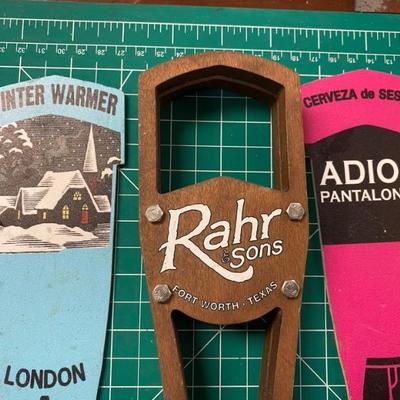 INTER WARMER
LONDON
Rahr
& Sons
FORT WORTH · TEXAS
CERVEZA de SES
ADIO
PANTALON